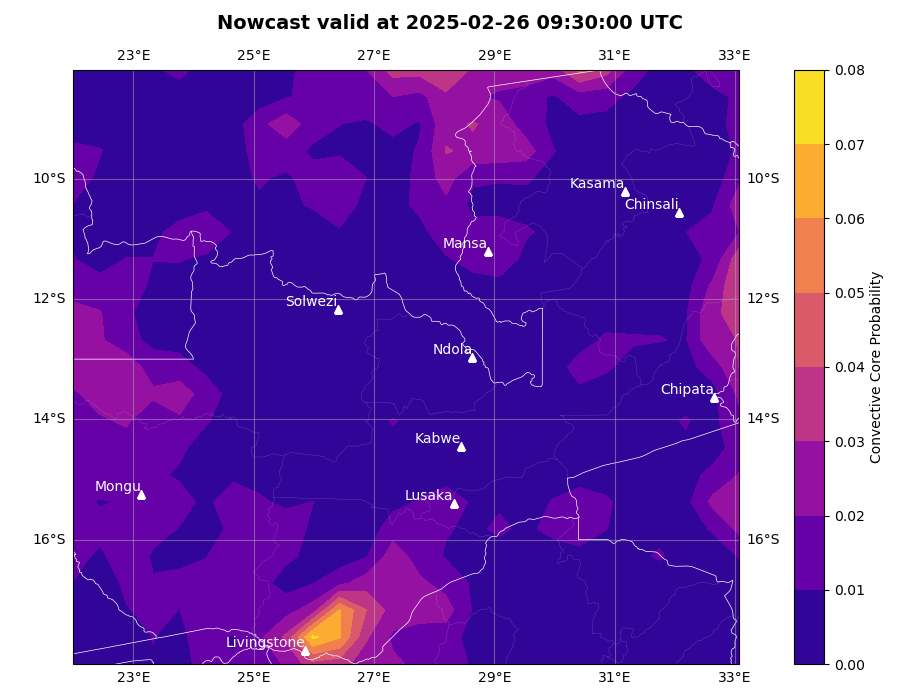 Nowcast valid at 2025-02-26 09:30:00 UTC
23°E 25°E 27°E 29°E 31°E 33°E
0.08
0.07
0.06
0.05
0.04
0.03
0.02
0.01
0.00
Convective Core Probability
10°S 10°S
12°S 12°S
14°S 14°S
16°S 16°S
Kasama
Chinsali
Mansa
Solwezi
Ndola
Chipata
Kabwe
Mongu
Lusaka
Livingstone
23°E 25°E 27°E 29°E 31°E 33°E